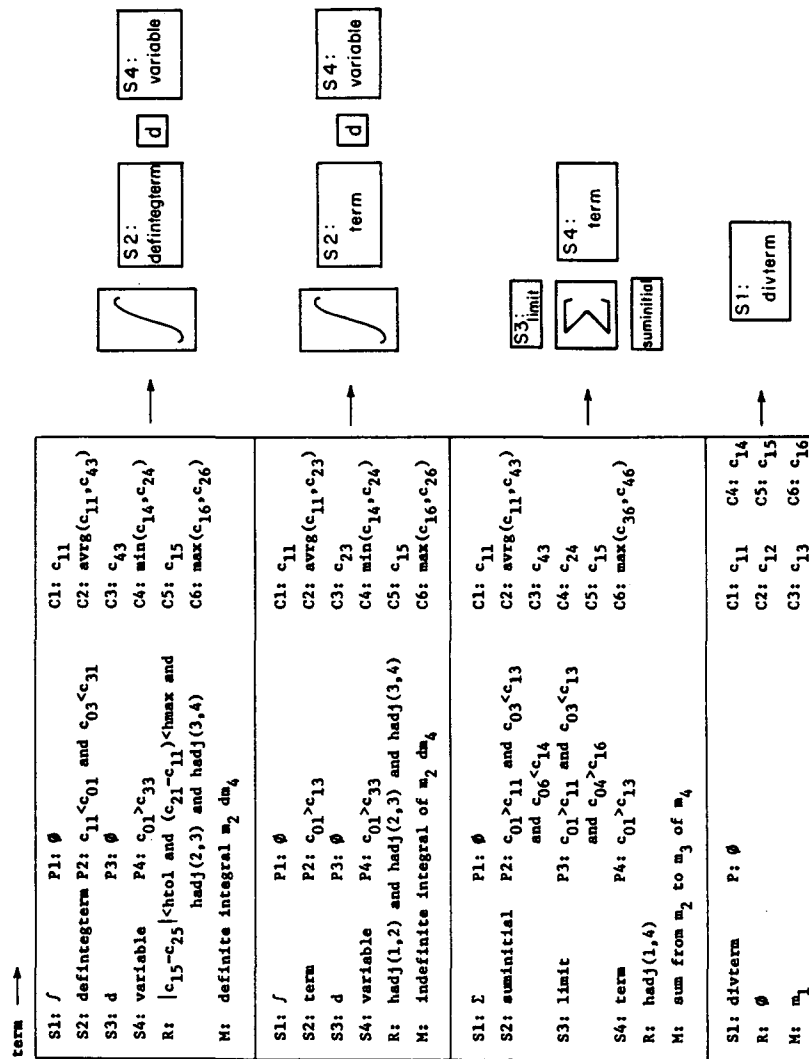 term ⟶
S1: ∫ P1: ∅ C1: c11
S2: defintegterm P2: c11<c01 and c03<c31 C2: avrg(c11,c43)
S3: d P3: ∅ C3: c43
S4: variable P4: c01>c33 C4: min(c14,c24)
R: |c15-c25|<htol and (c21-c11)<hmax and C5: c15
hadj(2,3) and hadj(3,4) C6: max(c16,c26)
M: definite integral m2 dm4
⟶
∫
S2: defintegterm
d
S4: variable
S1: ∫ P1: ∅ C1: c11
S2: term P2: c01>c13 C2: avrg(c11,c23)
S3: d P3: ∅ C3: c23
S4: variable P4: c01>c33 C4: min(c14,c24)
R: hadj(1,2) and hadj(2,3) and hadj(3,4) C5: c15
M: indefinite integral of m2 dm4 C6: max(c16,c26)
⟶
∫
S2: term
d
S4: variable
S1: Σ P1: ∅ C1: c11
S2: suminitial P2: c01>c11 and c03<c13 C2: avrg(c11,c43)
and c06<c14 C3: c43
S3: limit P3: c01>c11 and c03<c13 C4: c24
and c04>c16 C5: c15
S4: term P4: c01>c13 C6: max(c36,c46)
R: hadj(1,4)
M: sum from m2 to m3 of m4
⟶
S3: limit
Σ
suminitial
S4: term
S1: divterm P: ∅ C1: c11 C4: c14
R: ∅ C2: c12 C5: c15
M: m1 C3: c13 C6: c16
⟶
S1: divterm